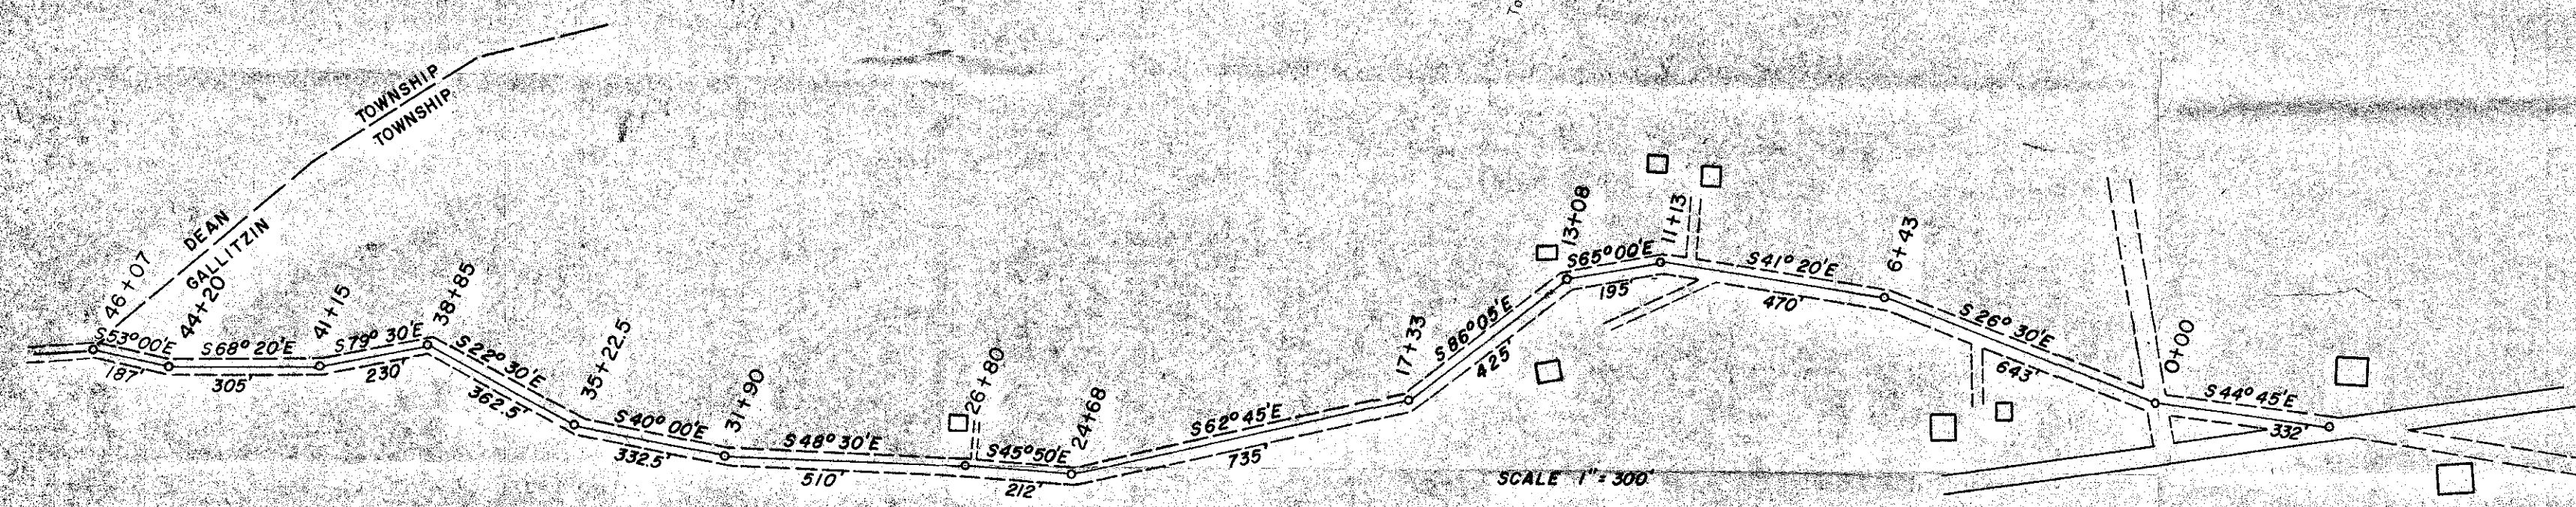 To
TOWNSHIP
TOWNSHIP
DEAN
GALLITZIN
46+07
44+20
41+15
38+85
35+22.5
31+90
26+80
24+68
17+33
13+08
11+13
6+43
0+00
S53°00'E
187'
S68°20'E
305'
S79°30'E
230'
S22°30'E
362.5'
S40°00'E
332.5'
S48°30'E
510'
S45°50'E
212'
S62°45'E
735'
S86°05'E
425'
S65°00'E
195'
S41°20'E
470'
S26°30'E
643'
S44°45'E
332'
SCALE 1"=300'